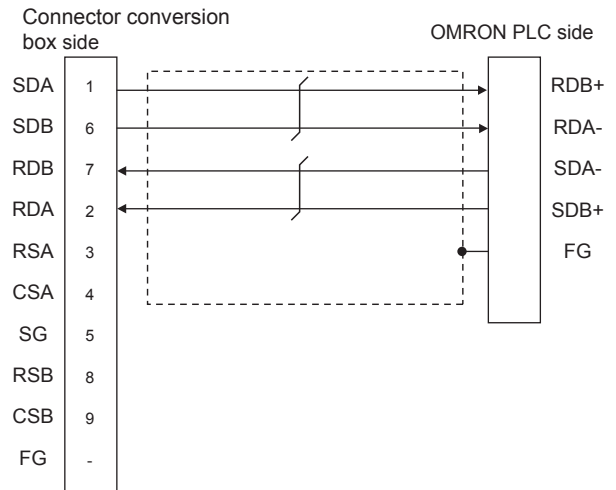 Connector conversion
box side
OMRON PLC side
SDA 1 RDB+
SDB 6 RDA-
RDB 7 SDA-
RDA 2 SDB+
RSA 3 FG
CSA 4
SG 5
RSB 8
CSB 9
FG -